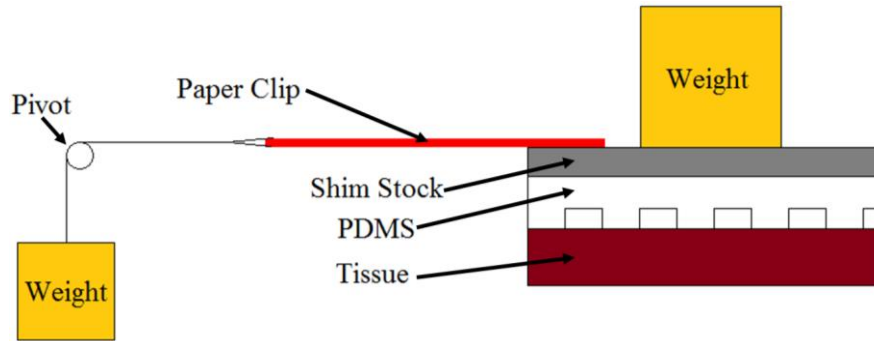 Pivot
Paper Clip
Weight
Shim Stock
PDMS
Tissue
Weight